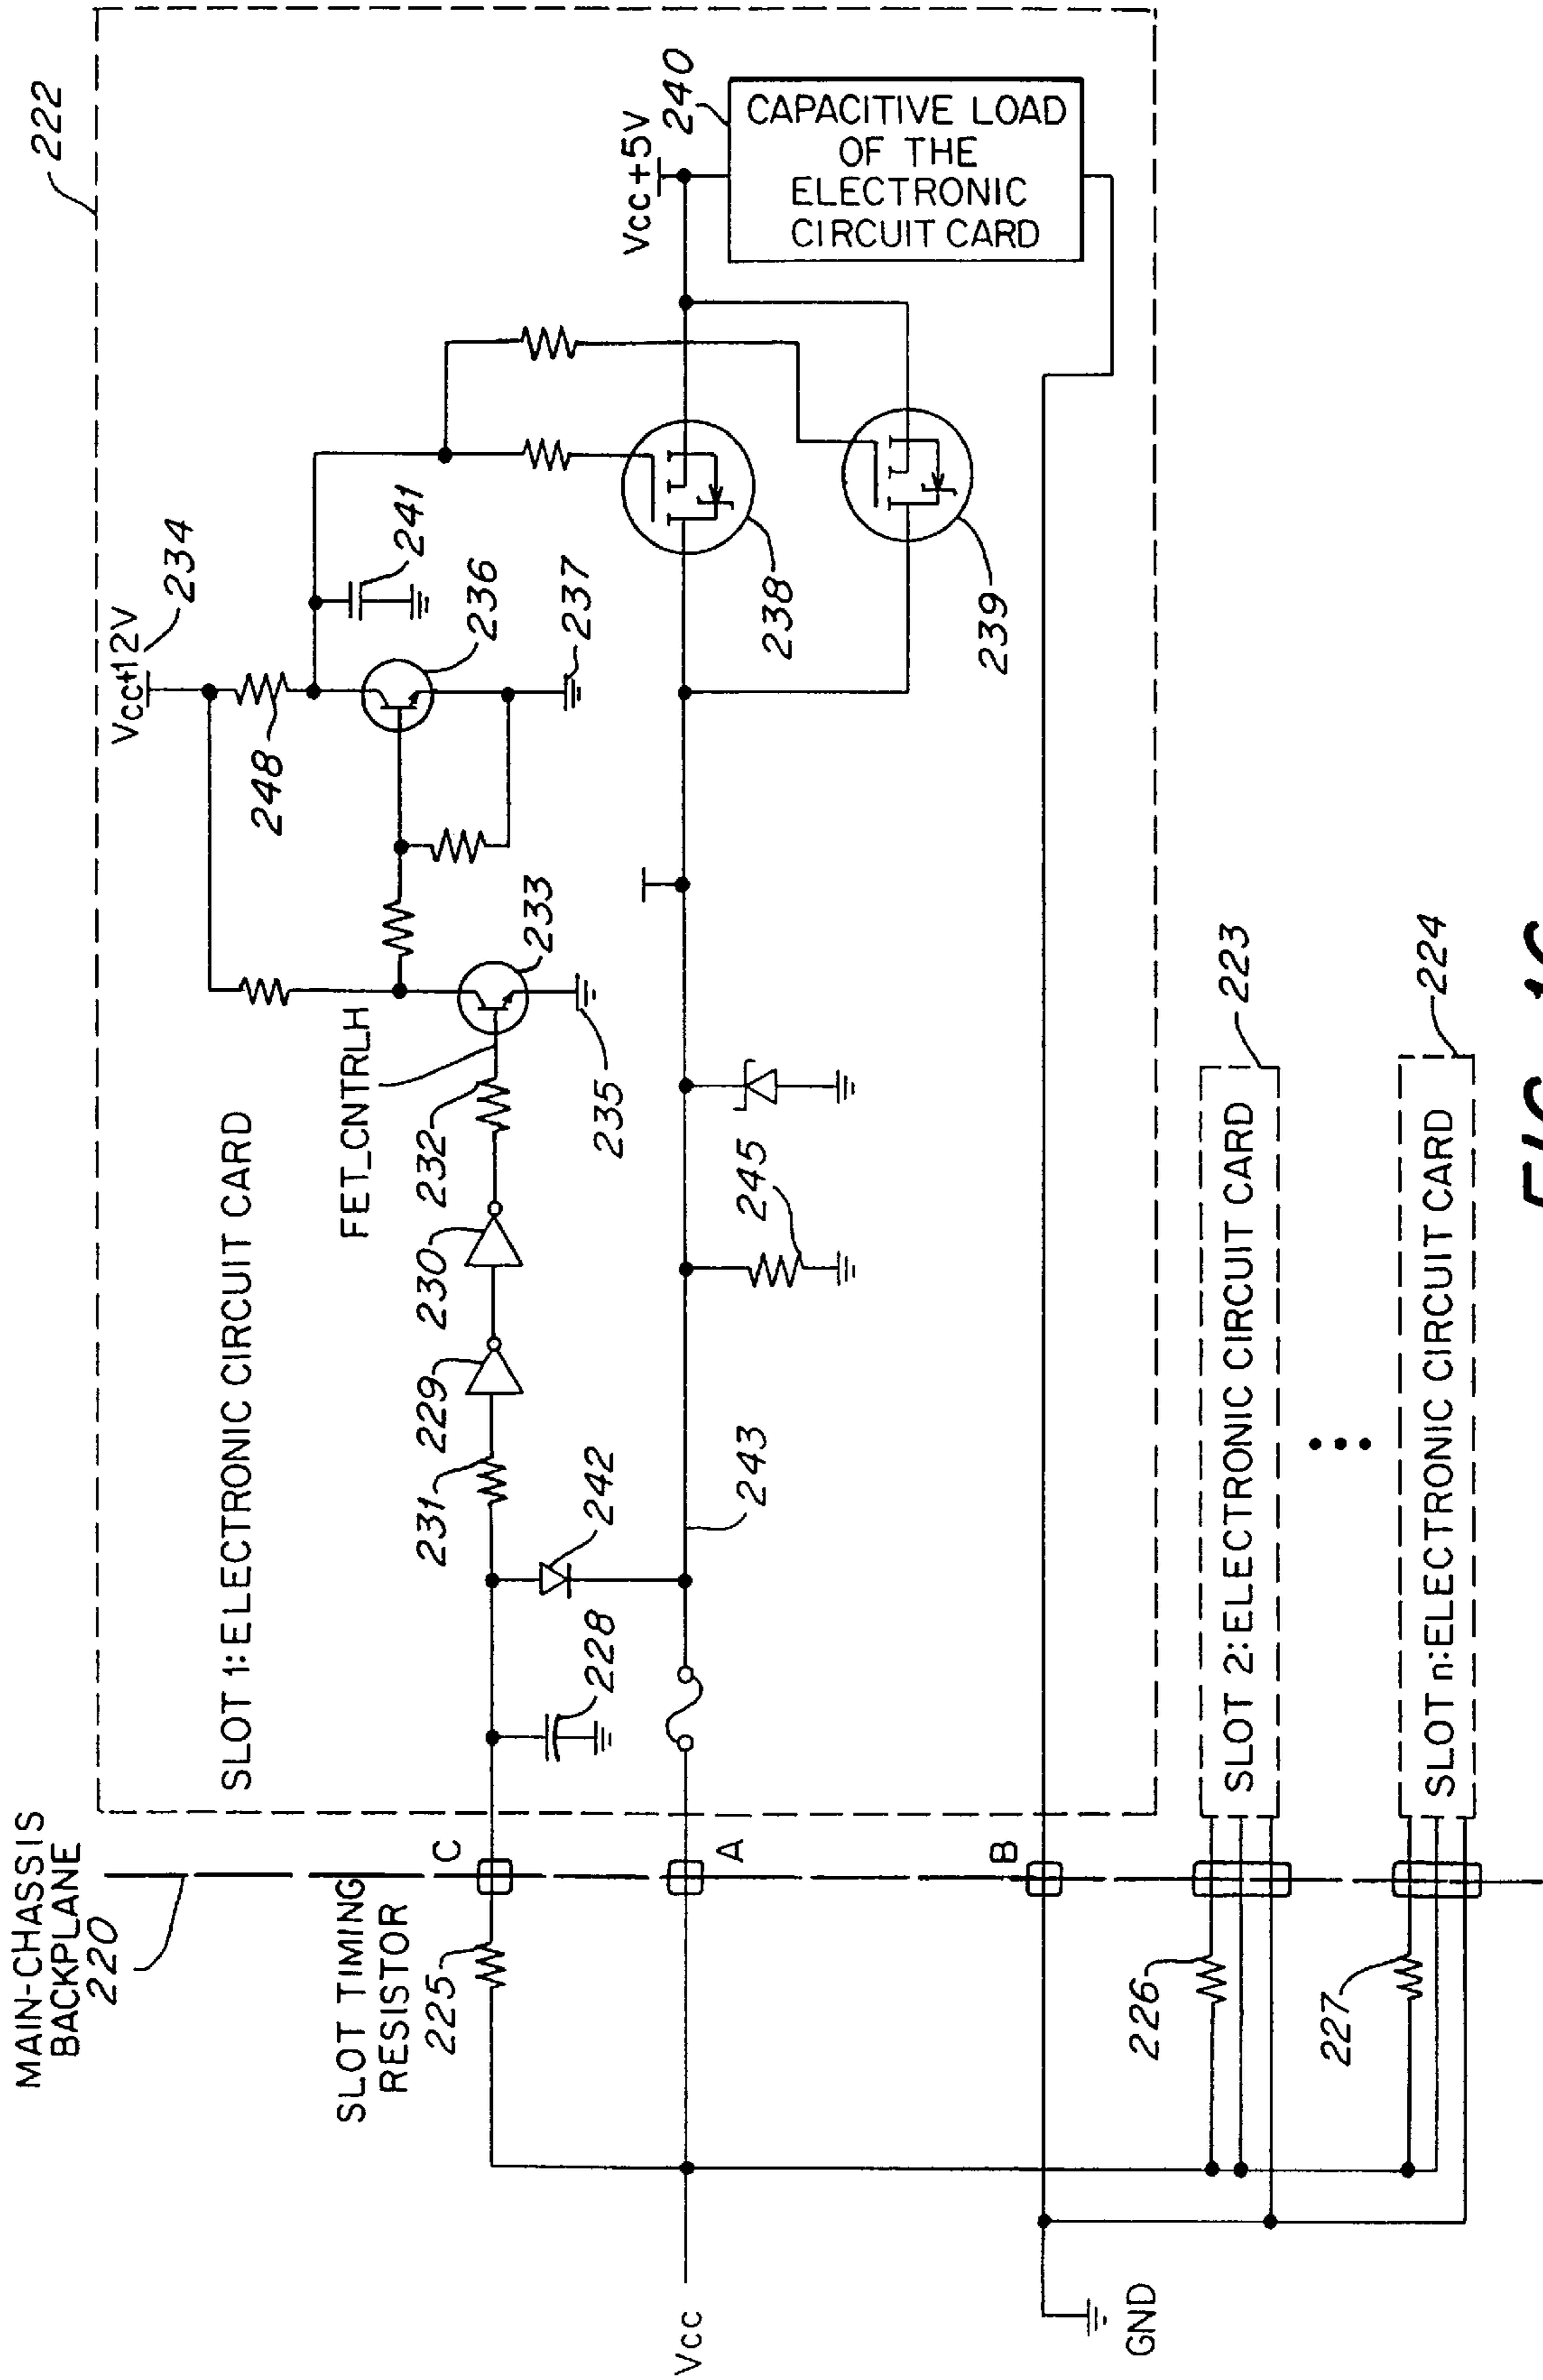 MAIN-CHASSIS
BACKPLANE
220
222
SLOT 1:ELECTRONIC CIRCUIT CARD
SLOT TIMING
RESISTOR
225
C
A
B
228
231
242
229
230
232
FET_CNTRLH
233
235
Vcc+12V
234
248
236
237
241
238
239
Vcc+5V
240
CAPACITIVE LOAD
OF THE
ELECTRONIC
CIRCUIT CARD
243
245
Vcc
GND
226
SLOT 2:ELECTRONIC CIRCUIT CARD
223
227
SLOT n:ELECTRONIC CIRCUIT CARD
224